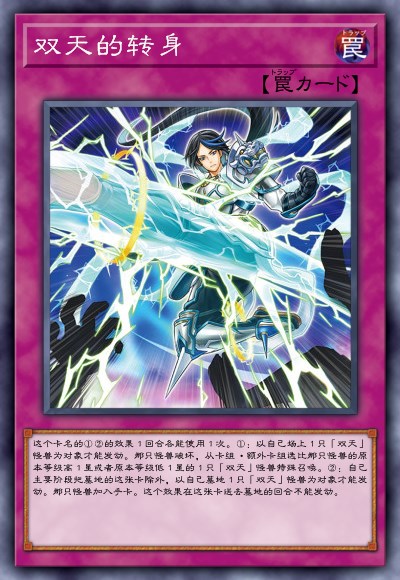 双天的转身
トラップ
罠
トラップ
【罠カード】
这个卡名的①②的效果1回合各能使用1次。①：以自己场上1只「双天」
怪兽为对象才能发动。那只怪兽破坏，从卡组·额外卡组选比那只怪兽的原
本等级高1星或者原本等级低1星的1只「双天」怪兽特殊召唤。②：自己
主要阶段把墓地的这张卡除外，以自己墓地1只「双天」怪兽为对象才能发
动。那只怪兽加入手卡。这个效果在这张卡送去墓地的回合不能发动。